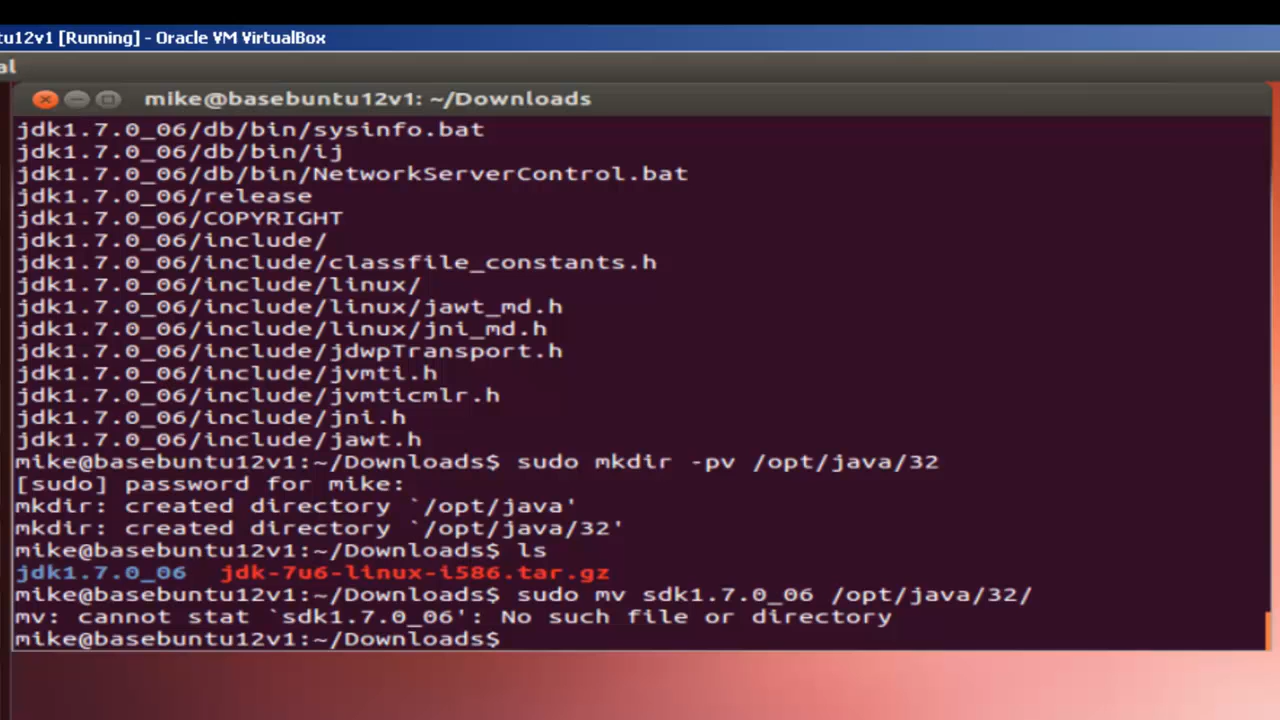 tu12v1 [Running] - Oracle VM VirtualBox
al
mike@basebuntu12v1: ~/Downloads
jdk1.7.0_06/db/bin/sysinfo.bat
jdk1.7.0_06/db/bin/ij
jdk1.7.0_06/db/bin/NetworkServerControl.bat
jdk1.7.0_06/release
jdk1.7.0_06/COPYRIGHT
jdk1.7.0_06/include/
jdk1.7.0_06/include/classfile_constants.h
jdk1.7.0_06/include/linux/
jdk1.7.0_06/include/linux/jawt_md.h
jdk1.7.0_06/include/linux/jni_md.h
jdk1.7.0_06/include/jdwpTransport.h
jdk1.7.0_06/include/jvmti.h
jdk1.7.0_06/include/jvmticmlr.h
jdk1.7.0_06/include/jni.h
jdk1.7.0_06/include/jawt.h
mike@basebuntu12v1:~/Downloads$ sudo mkdir -pv /opt/java/32
[sudo] password for mike:
mkdir: created directory `/opt/java'
mkdir: created directory `/opt/java/32'
mike@basebuntu12v1:~/Downloads$ ls
jdk1.7.0_06  jdk-7u6-linux-i586.tar.gz
mike@basebuntu12v1:~/Downloads$ sudo mv sdk1.7.0_06 /opt/java/32/
mv: cannot stat `sdk1.7.0_06': No such file or directory
mike@basebuntu12v1:~/Downloads$